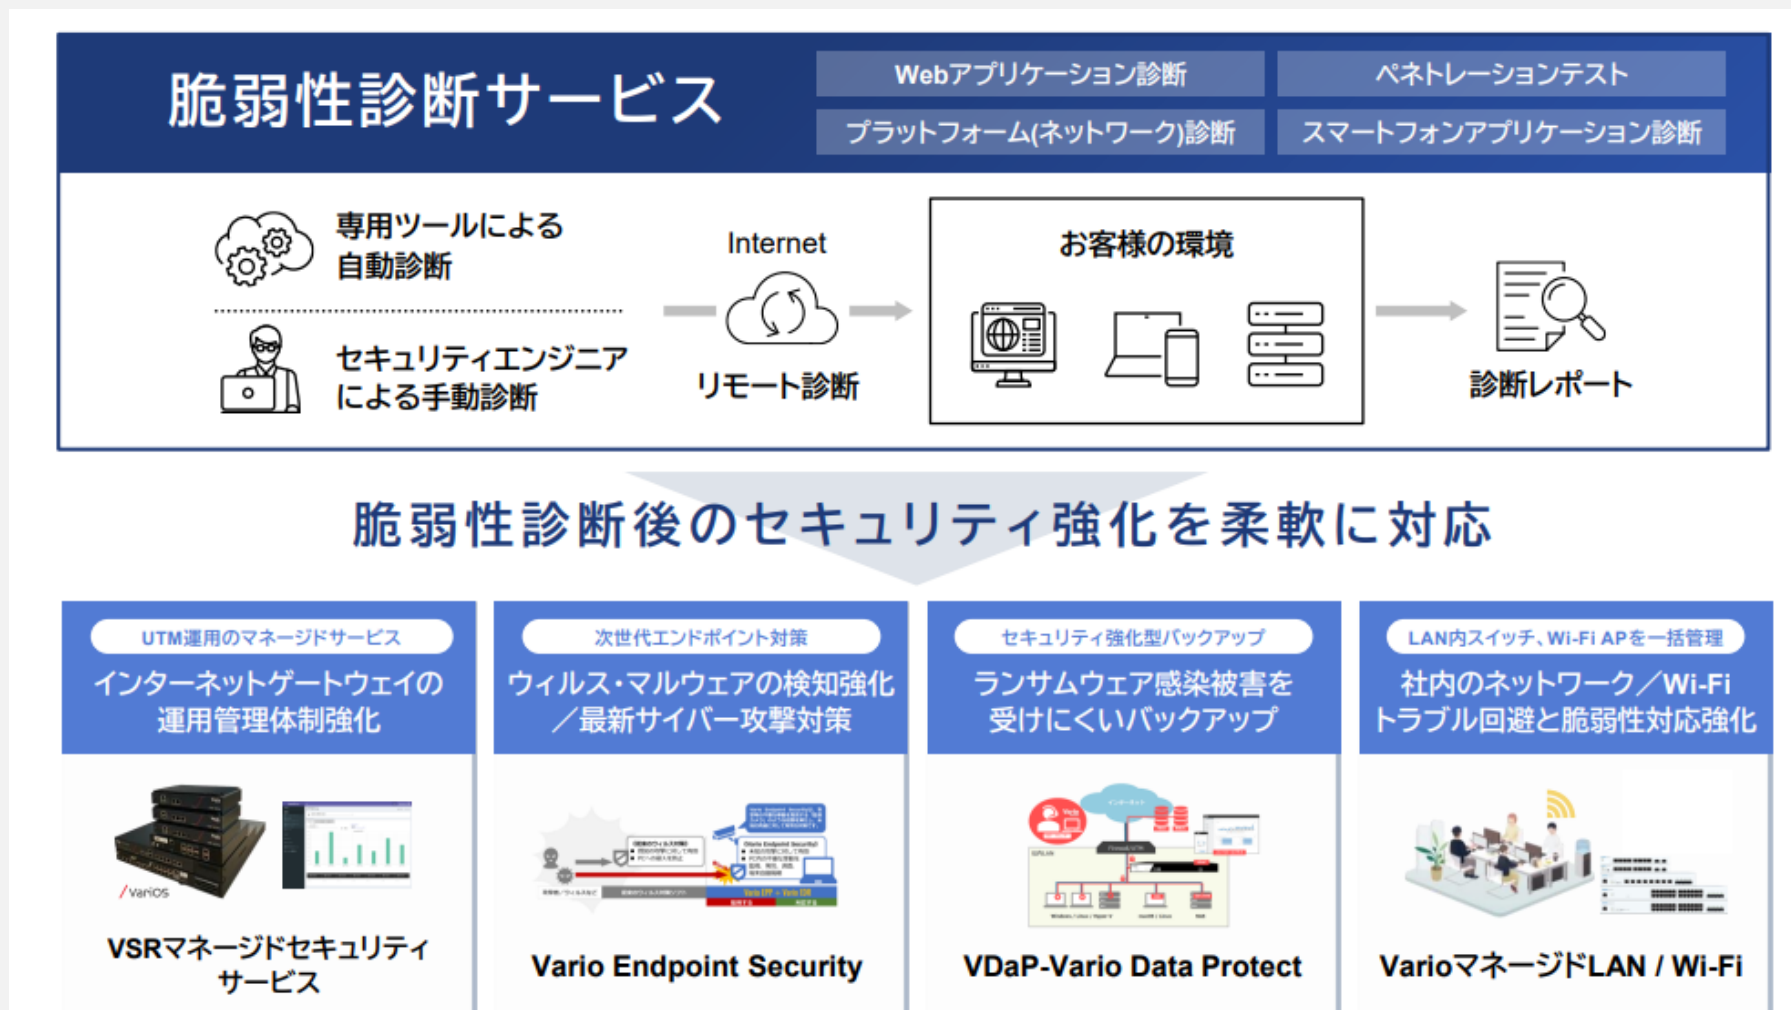 脆弱性診断サービス
Webアプリケーション診断
ペネトレーションテスト
プラットフォーム(ネットワーク)診断
スマートフォンアプリケーション診断
専用ツールによる
自動診断
セキュリティエンジニア
による手動診断
Internet
リモート診断
お客様の環境
診断レポート
脆弱性診断後のセキュリティ強化を柔軟に対応
UTM運用のマネージドサービス
インターネットゲートウェイの
運用管理体制強化
VarioS
VSRマネージドセキュリティ
サービス
次世代エンドポイント対策
ウィルス・マルウェアの検知強化
／最新サイバー攻撃対策
Vario EPP + Vario EDR
Vario Endpoint Security
セキュリティ強化型バックアップ
ランサムウェア感染被害を
受けにくいバックアップ
インターネット
VDaP-Vario Data Protect
LAN内スイッチ、Wi-Fi APを一括管理
社内のネットワーク／Wi-Fi
トラブル回避と脆弱性対応強化
VarioマネージドLAN / Wi-Fi